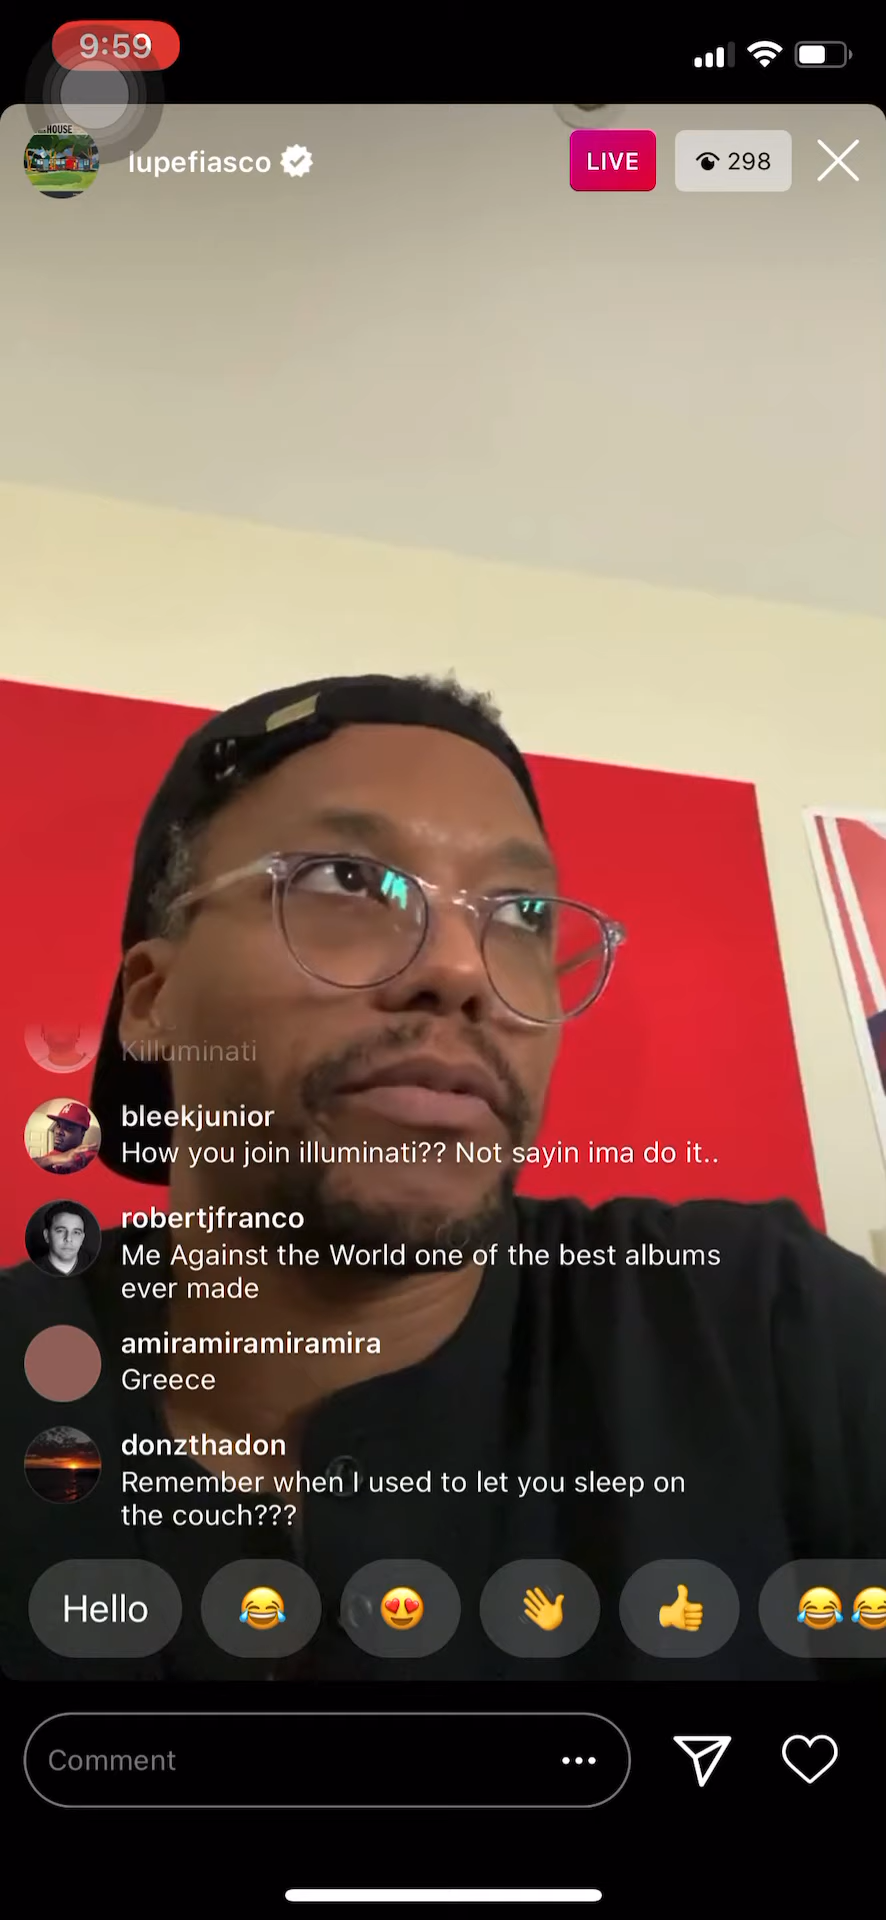 9:59
HOUSE
lupefiasco
LIVE
298
Killuminati
bleekjunior
How you join illuminati?? Not sayin ima do it..
robertjfranco
Me Against the World one of the best albums
ever made
amiramiramiramira
Greece
donzthadon
Remember when I used to let you sleep on
the couch???
Hello
Comment